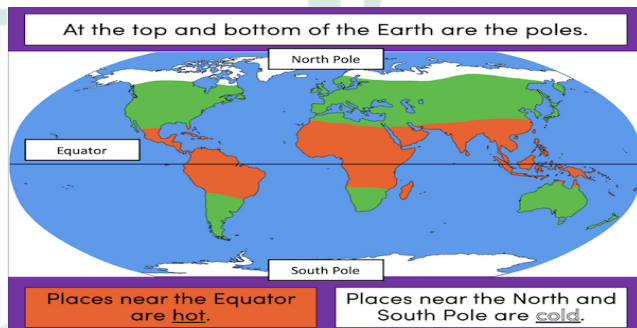 At the top and bottom of the Earth are the poles.
North Pole
Equator
South Pole
Places near the Equator
are hot.
Places near the North and
South Pole are cold.